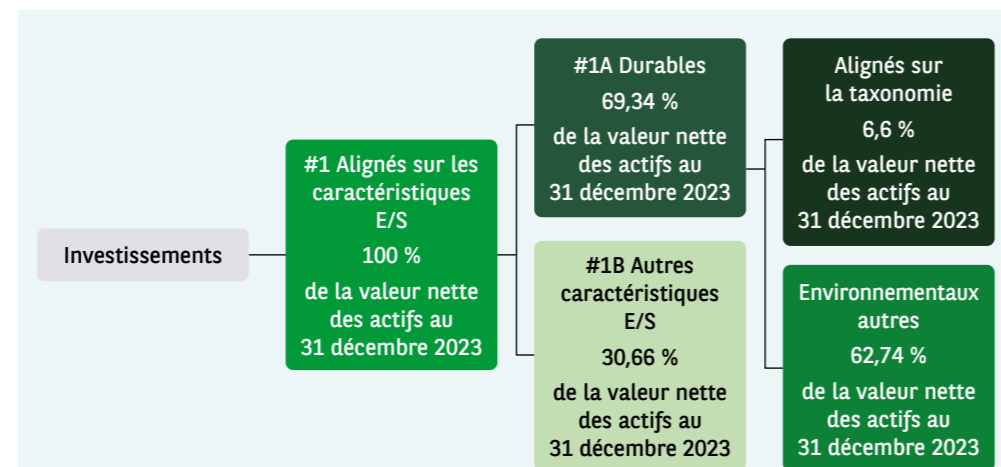 Investissements
#1 Alignés sur les
caractéristiques
E/S
100 %
de la valeur nette
des actifs au
31 décembre 2023
#1A Durables
69,34 %
de la valeur nette
des actifs au
31 décembre 2023
#1B Autres
caractéristiques
E/S
30,66 %
de la valeur nette
des actifs au
31 décembre 2023
Alignés sur
la taxonomie
6,6 %
de la valeur nette
des actifs au
31 décembre 2023
Environnementaux
autres
62,74 %
de la valeur nette
des actifs au
31 décembre 2023